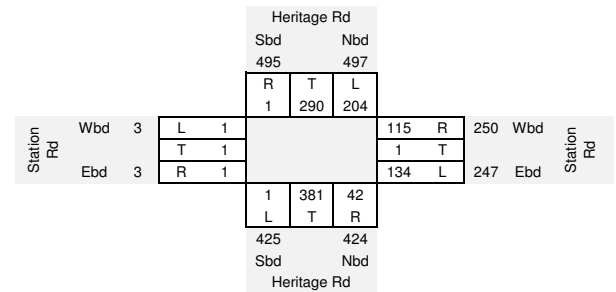 Heritage Rd
Sbd Nbd
495 497
R T L
1 290 204
Station Rd Wbd 3 L 1 115 R 250 Wbd Station Rd
T 1 1 T
Ebd 3 R 1 134 L 247 Ebd
1 381 42
L T R
425 424
Sbd Nbd
Heritage Rd